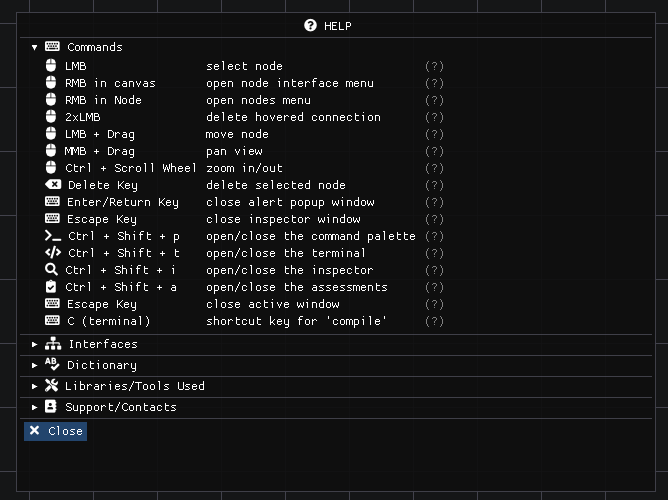 HELP
Commands
LMB select node (?)
RMB in canvas open node interface menu (?)
RMB in Node open nodes menu (?)
2xLMB delete hovered connection (?)
LMB + Drag move node (?)
MMB + Drag pan view (?)
Ctrl + Scroll Wheel zoom in/out (?)
Delete Key delete selected node (?)
Enter/Return Key close alert popup window (?)
Escape Key close inspector window (?)
Ctrl + Shift + p open/close the command palette (?)
Ctrl + Shift + t open/close the terminal (?)
Ctrl + Shift + i open/close the inspector (?)
Ctrl + Shift + a open/close the assessments (?)
Escape Key close active window (?)
C (terminal) shortcut key for 'compile' (?)
Interfaces
Dictionary
Libraries/Tools Used
Support/Contacts
Close